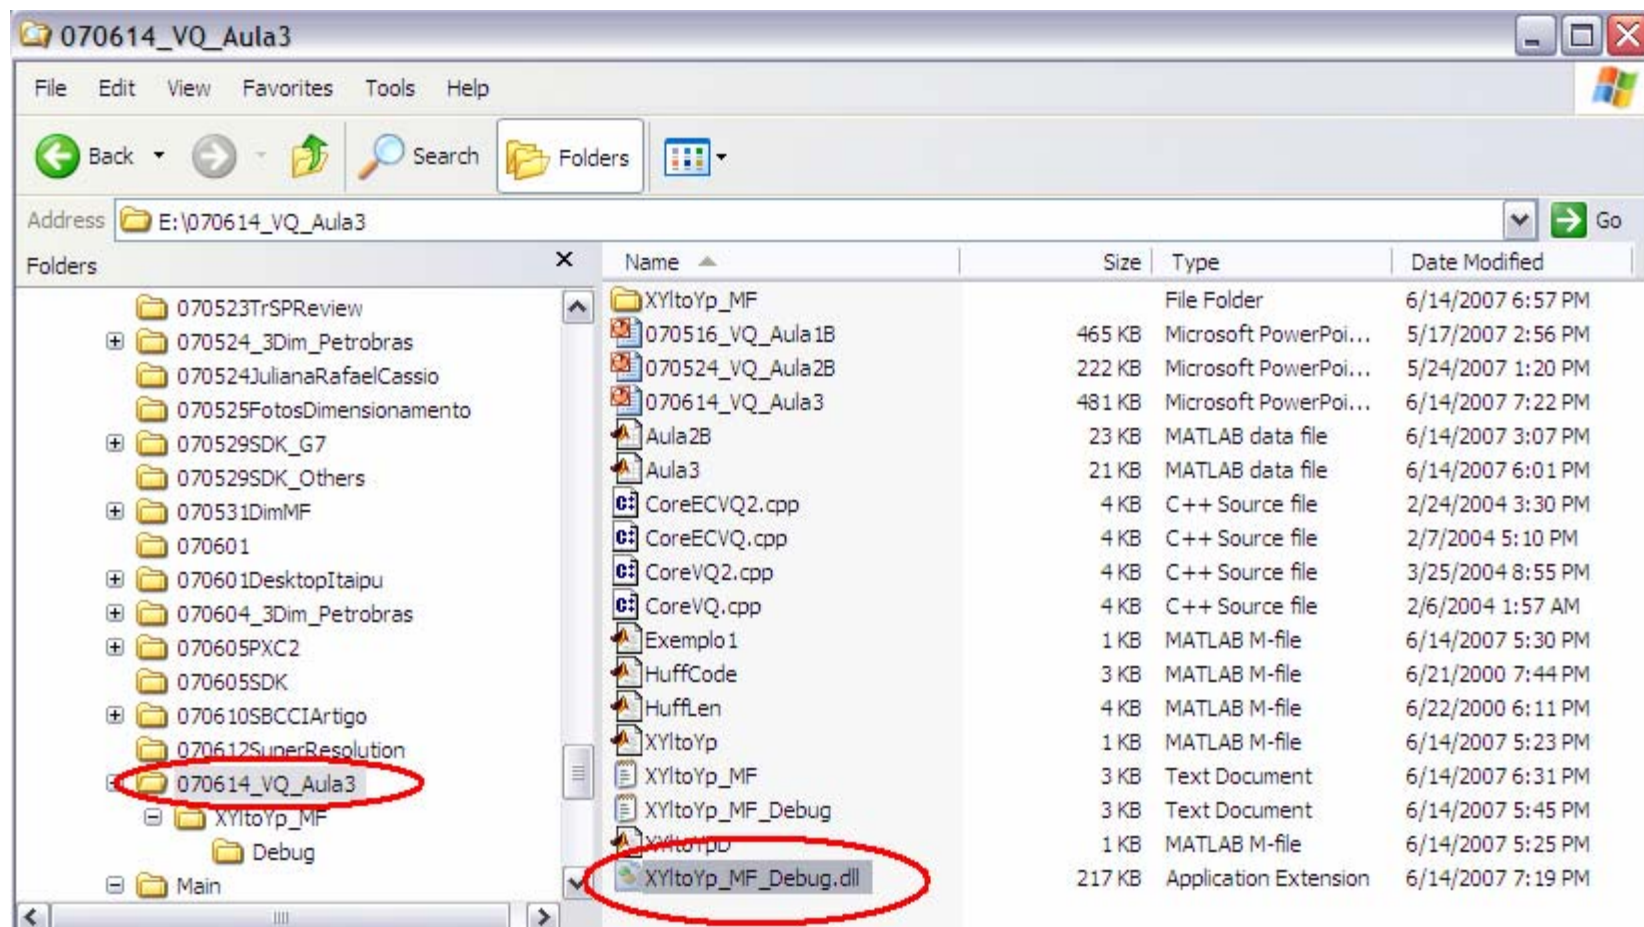 070614_VQ_Aula3
File Edit View Favorites Tools Help
Back Search Folders
Address E:\070614_VQ_Aula3 Go
Folders
070523TrSPReview
070524_3Dim_Petrobras
070524JulianaRafaelCassio
070525FotosDimensionamento
070529SDK_G7
070529SDK_Others
070531DimMF
070601
070601DesktopItaipu
070604_3Dim_Petrobras
070605PXC2
070605SDK
070610SBCCIArtigo
070612SuperResolution
070614_VQ_Aula3
XYltoYp_MF
Debug
Main
Name Size Type Date Modified
XYltoYp_MF File Folder 6/14/2007 6:57 PM
070516_VQ_Aula1B 465 KB Microsoft PowerPoi... 5/17/2007 2:56 PM
070524_VQ_Aula2B 222 KB Microsoft PowerPoi... 5/24/2007 1:20 PM
070614_VQ_Aula3 481 KB Microsoft PowerPoi... 6/14/2007 7:22 PM
Aula2B 23 KB MATLAB data file 6/14/2007 3:07 PM
Aula3 21 KB MATLAB data file 6/14/2007 6:01 PM
CoreECVQ2.cpp 4 KB C++ Source file 2/24/2004 3:30 PM
CoreECVQ.cpp 4 KB C++ Source file 2/7/2004 5:10 PM
CoreVQ2.cpp 4 KB C++ Source file 3/25/2004 8:55 PM
CoreVQ.cpp 4 KB C++ Source file 2/6/2004 1:57 AM
Exemplo1 1 KB MATLAB M-file 6/14/2007 5:30 PM
HuffCode 3 KB MATLAB M-file 6/21/2000 7:44 PM
HuffLen 4 KB MATLAB M-file 6/22/2000 6:11 PM
XYltoYp 1 KB MATLAB M-file 6/14/2007 5:23 PM
XYltoYp_MF 3 KB Text Document 6/14/2007 6:31 PM
XYltoYp_MF_Debug 3 KB Text Document 6/14/2007 5:45 PM
XYltoYpD 1 KB MATLAB M-file 6/14/2007 5:25 PM
XYltoYp_MF_Debug.dll 217 KB Application Extension 6/14/2007 7:19 PM